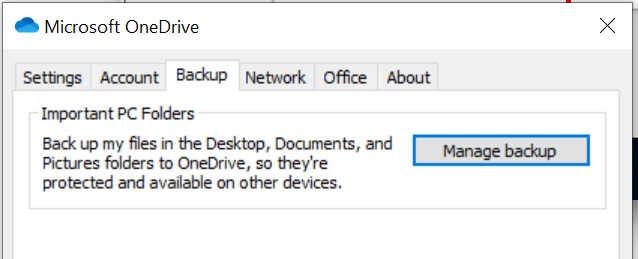 Microsoft OneDrive
Settings Account Backup Network Office About
Important PC Folders
Back up my files in the Desktop, Documents, and
Pictures folders to OneDrive, so they're
protected and available on other devices.
Manage backup